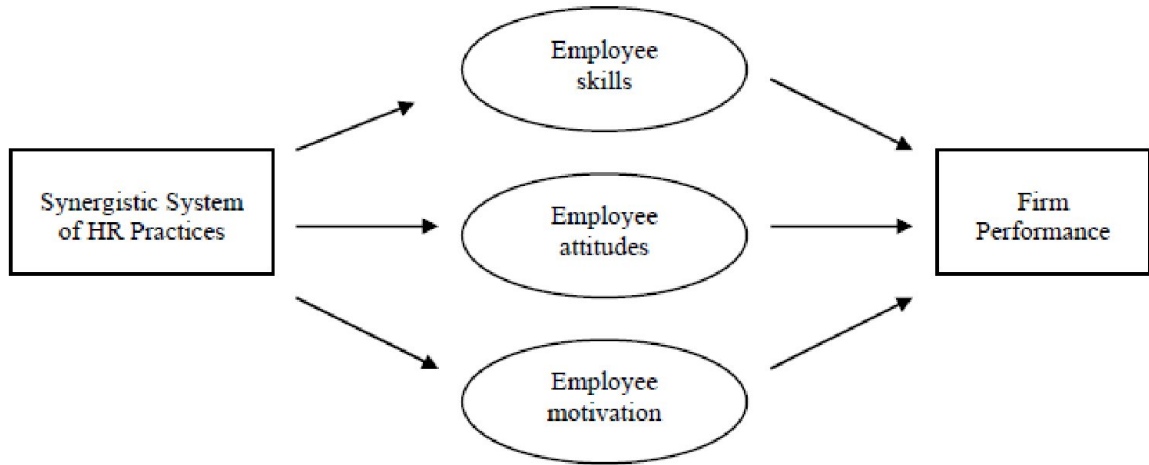 Employee
skills
Synergistic System
of HR Practices
Employee
attitudes
Firm
Performance
Employee
motivation